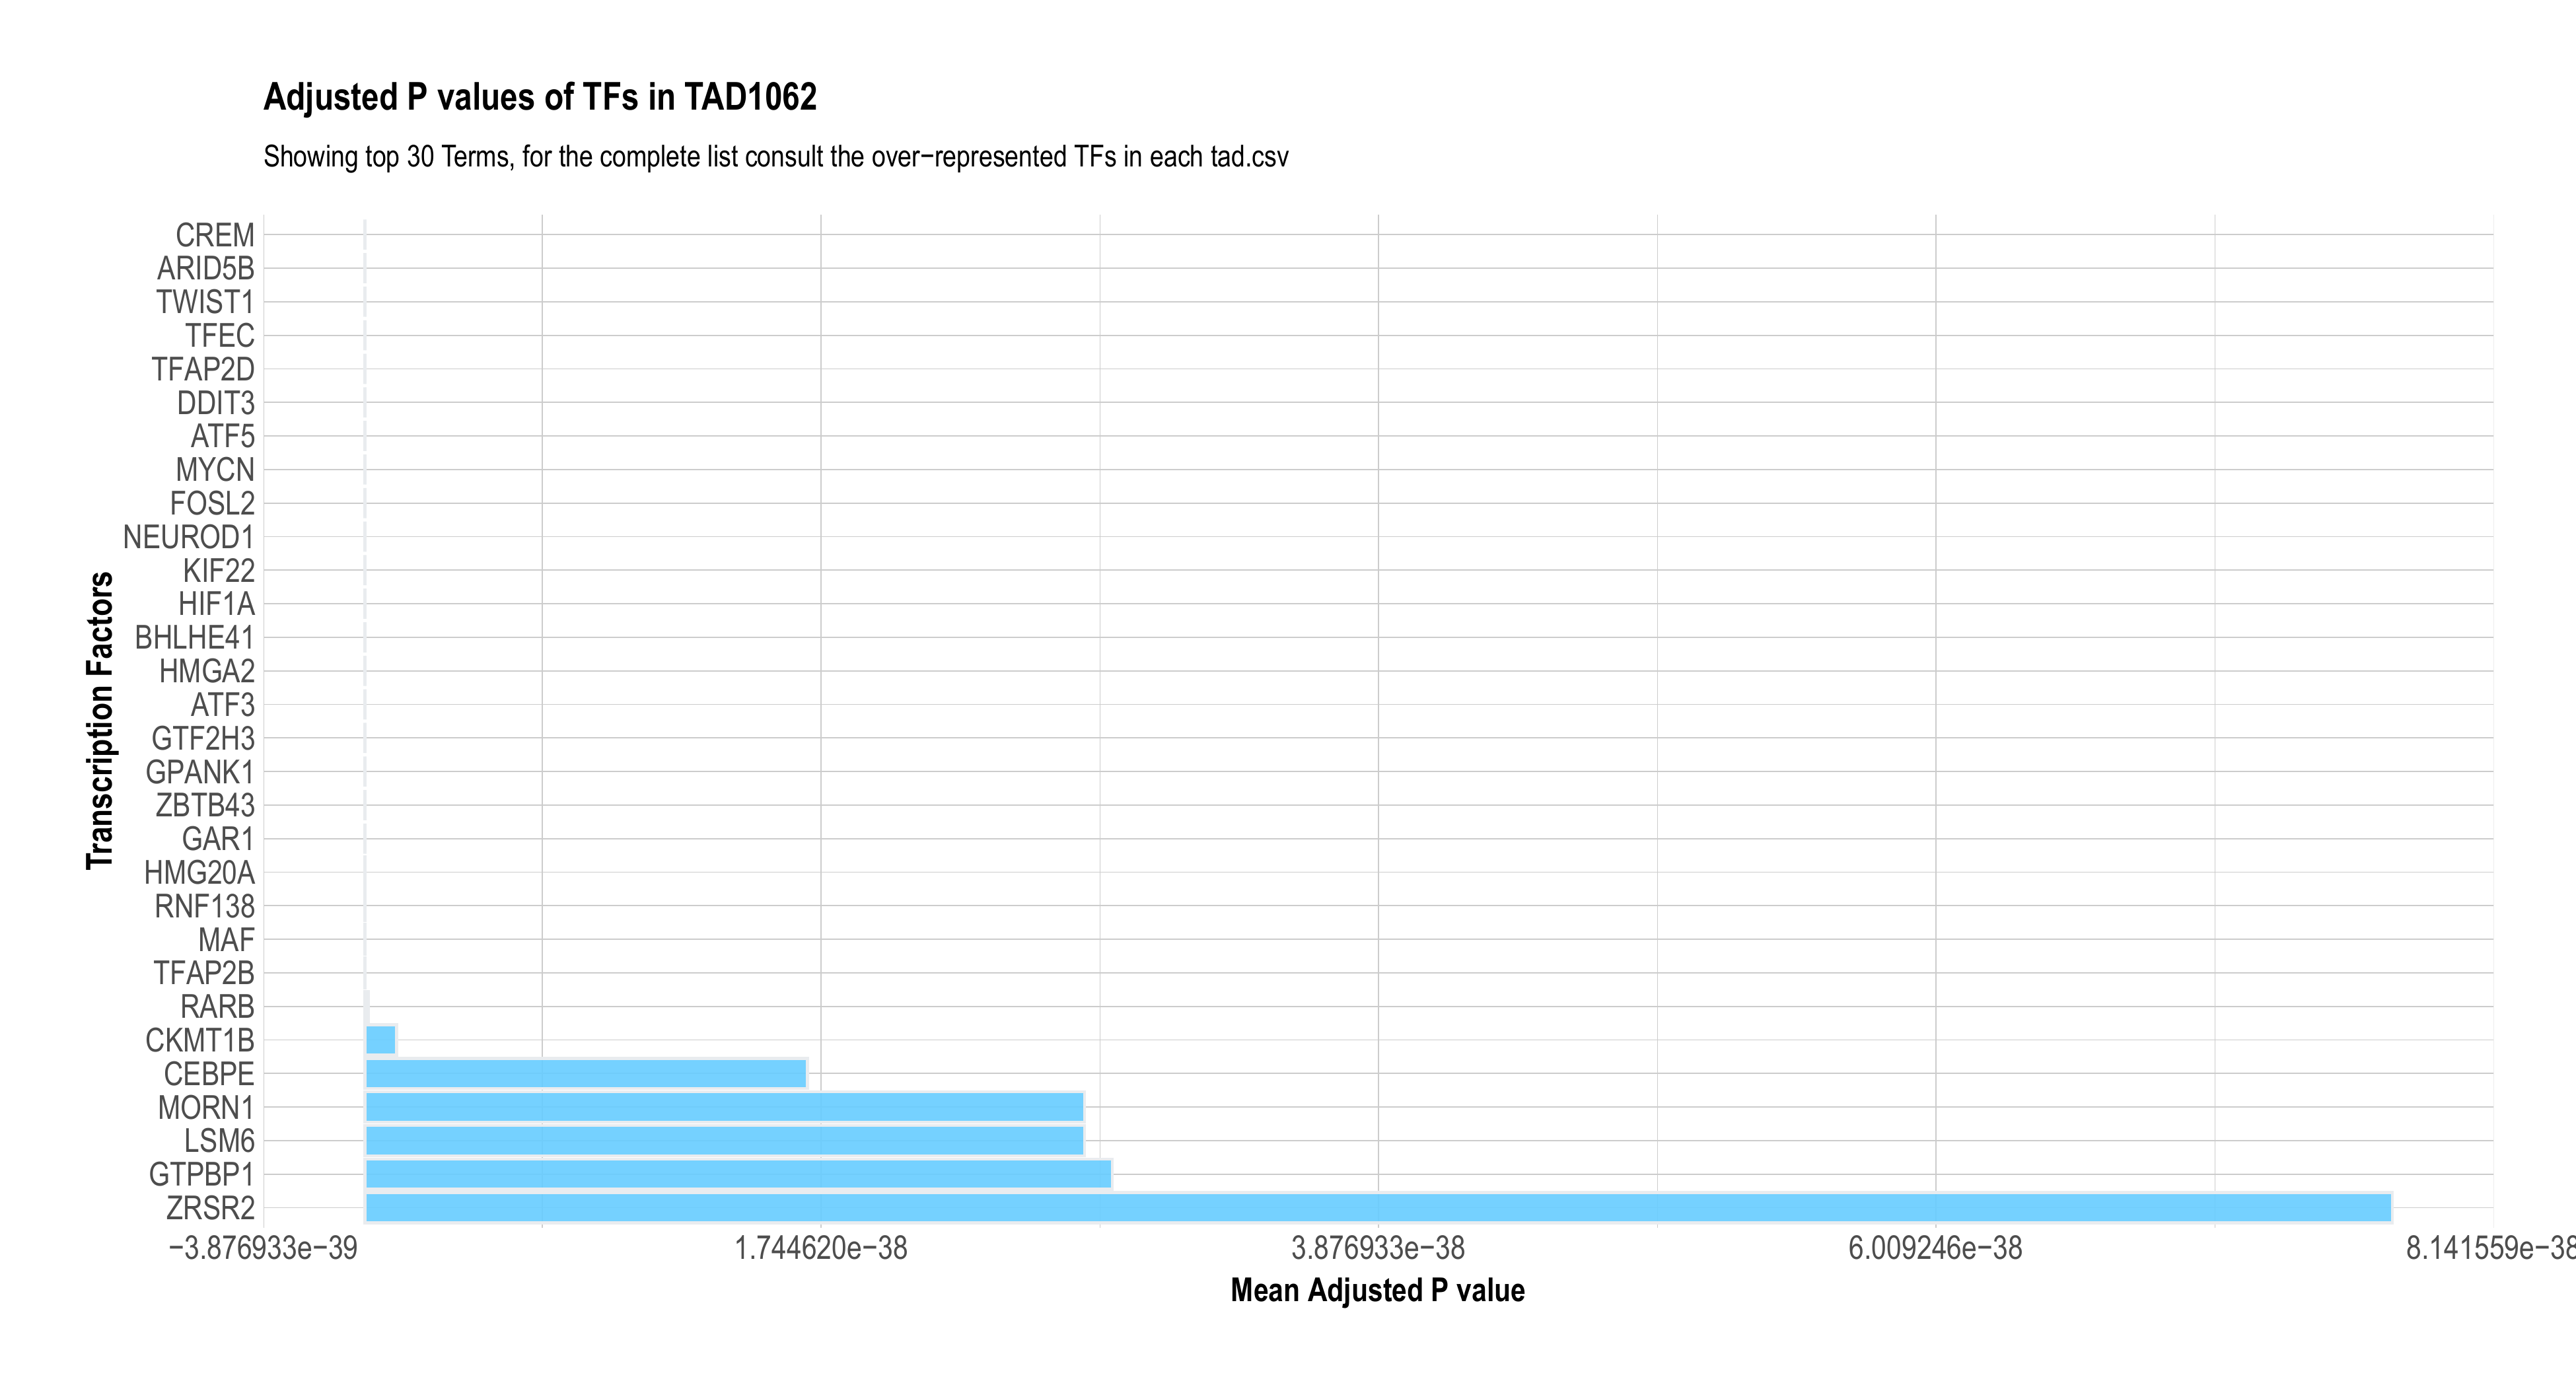 Adjusted P values of TFs in TAD1062
Showing top 30 Terms, for the complete list consult the over−represented TFs in each tad.csv
Transcription Factors
CREM
ARID5B
TWIST1
TFEC
TFAP2D
DDIT3
ATF5
MYCN
FOSL2
NEUROD1
KIF22
HIF1A
BHLHE41
HMGA2
ATF3
GTF2H3
GPANK1
ZBTB43
GAR1
HMG20A
RNF138
MAF
TFAP2B
RARB
CKMT1B
CEBPE
MORN1
LSM6
GTPBP1
ZRSR2
−3.876933e−39 1.744620e−38 3.876933e−38 6.009246e−38 8.141559e−38
Mean Adjusted P value